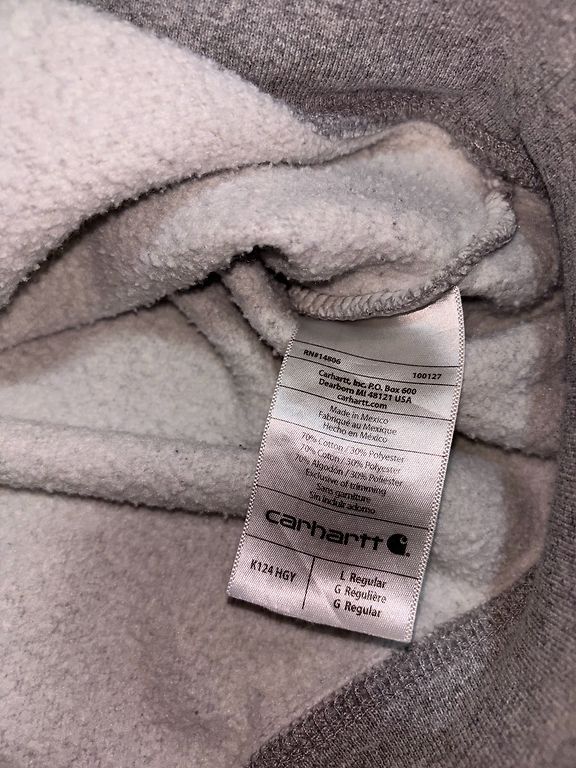 RN#14806 100127
Carhartt, Inc. P.O. Box 600
Dearborn MI 48121 USA
carhartt.com
Made in Mexico
Fabriqué au Mexique
Hecho en México
70% Cotton / 30% Polyester
70% Coton / 30% Polyester
70% Algodón / 30% Polyester
Exclusive of trimming
Sans garniture
Sin incluir adorno
carhartt
K124 HGY
L Regular
G Régulière
G Regular